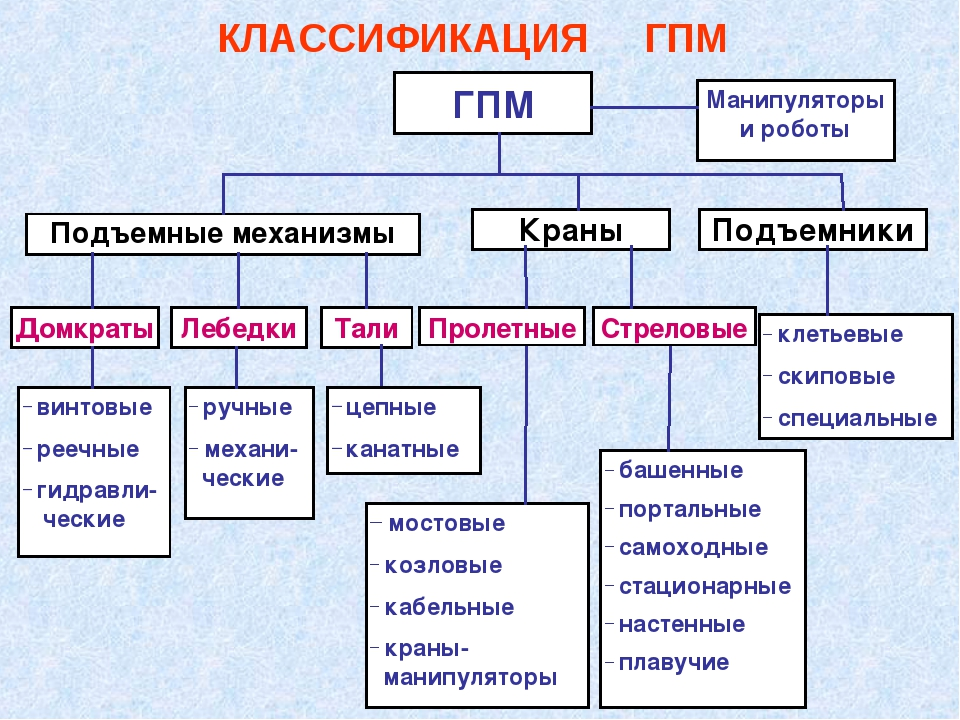 КЛАССИФИКАЦИЯ ГПМ
ГПМ
Манипуляторы
и роботы
Подъемные механизмы
Краны
Подъемники
Домкраты
Лебедки
Тали
Пролетные
Стреловые
– клетьевые
– скиповые
– специальные
– винтовые
– реечные
– гидравли-
ческие
– ручные
– механи-
ческие
– цепные
– канатные
– мостовые
– козловые
– кабельные
– краны-
манипуляторы
– башенные
– портальные
– самоходные
– стационарные
– настенные
– плавучие